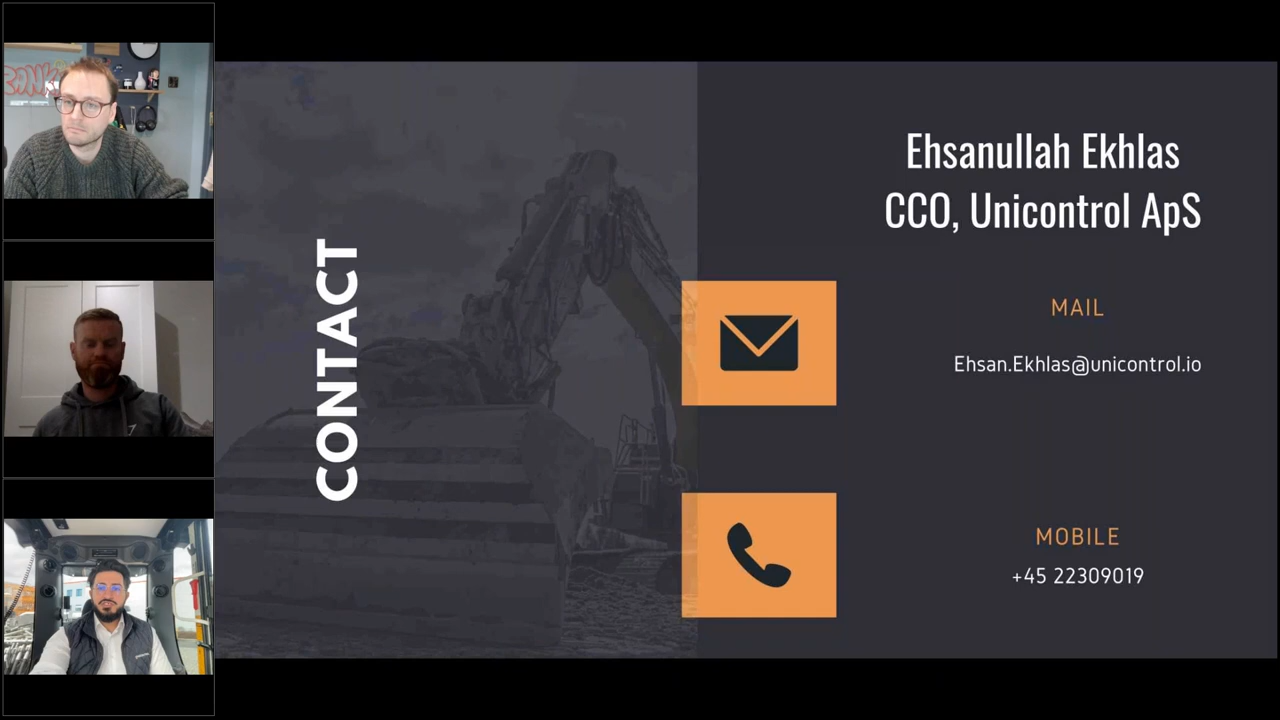 CONTACT
Ehsanullah Ekhlas
CCO, Unicontrol ApS
MAIL
Ehsan.Ekhlas@unicontrol.io
MOBILE
+45 22309019